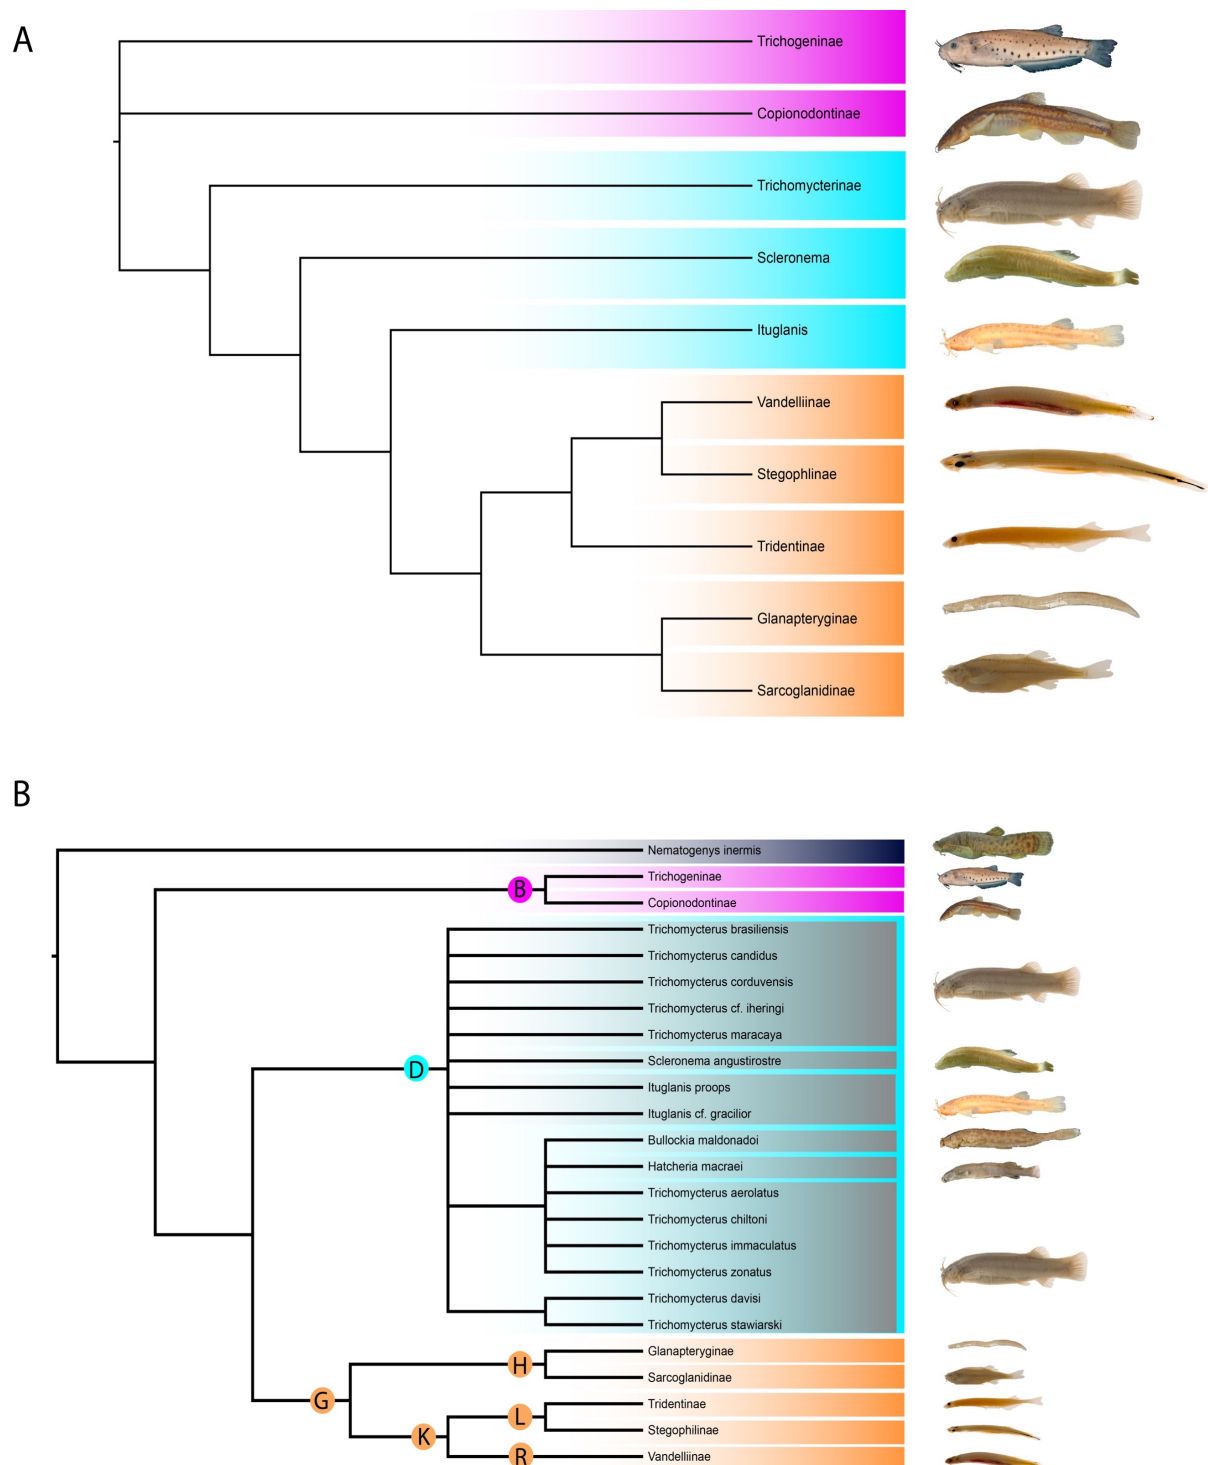 A
Trichogeninae
Copionodontinae
Trichomycterinae
Scleronema
Ituglanis
Vandelliinae
Stegophlinae
Tridentinae
Glanapteryginae
Sarcoglanidinae
B
Nematogenys inermis
B
Trichogeninae
Copionodontinae
Trichomycterus brasiliensis
Trichomycterus candidus
Trichomycterus corduvensis
Trichomycterus cf. iheringi
Trichomycterus maracaya
D
Scleronema angustirostre
Ituglanis proops
Ituglanis cf. gracilior
Bullockia maldonadoi
Hatcheria macraei
Trichomycterus aerolatus
Trichomycterus chiltoni
Trichomycterus immaculatus
Trichomycterus zonatus
Trichomycterus davisi
Trichomycterus stawiarski
Glanapteryginae
H
Sarcoglanidinae
G
Tridentinae
L
Stegophilinae
K
R
Vandelliinae